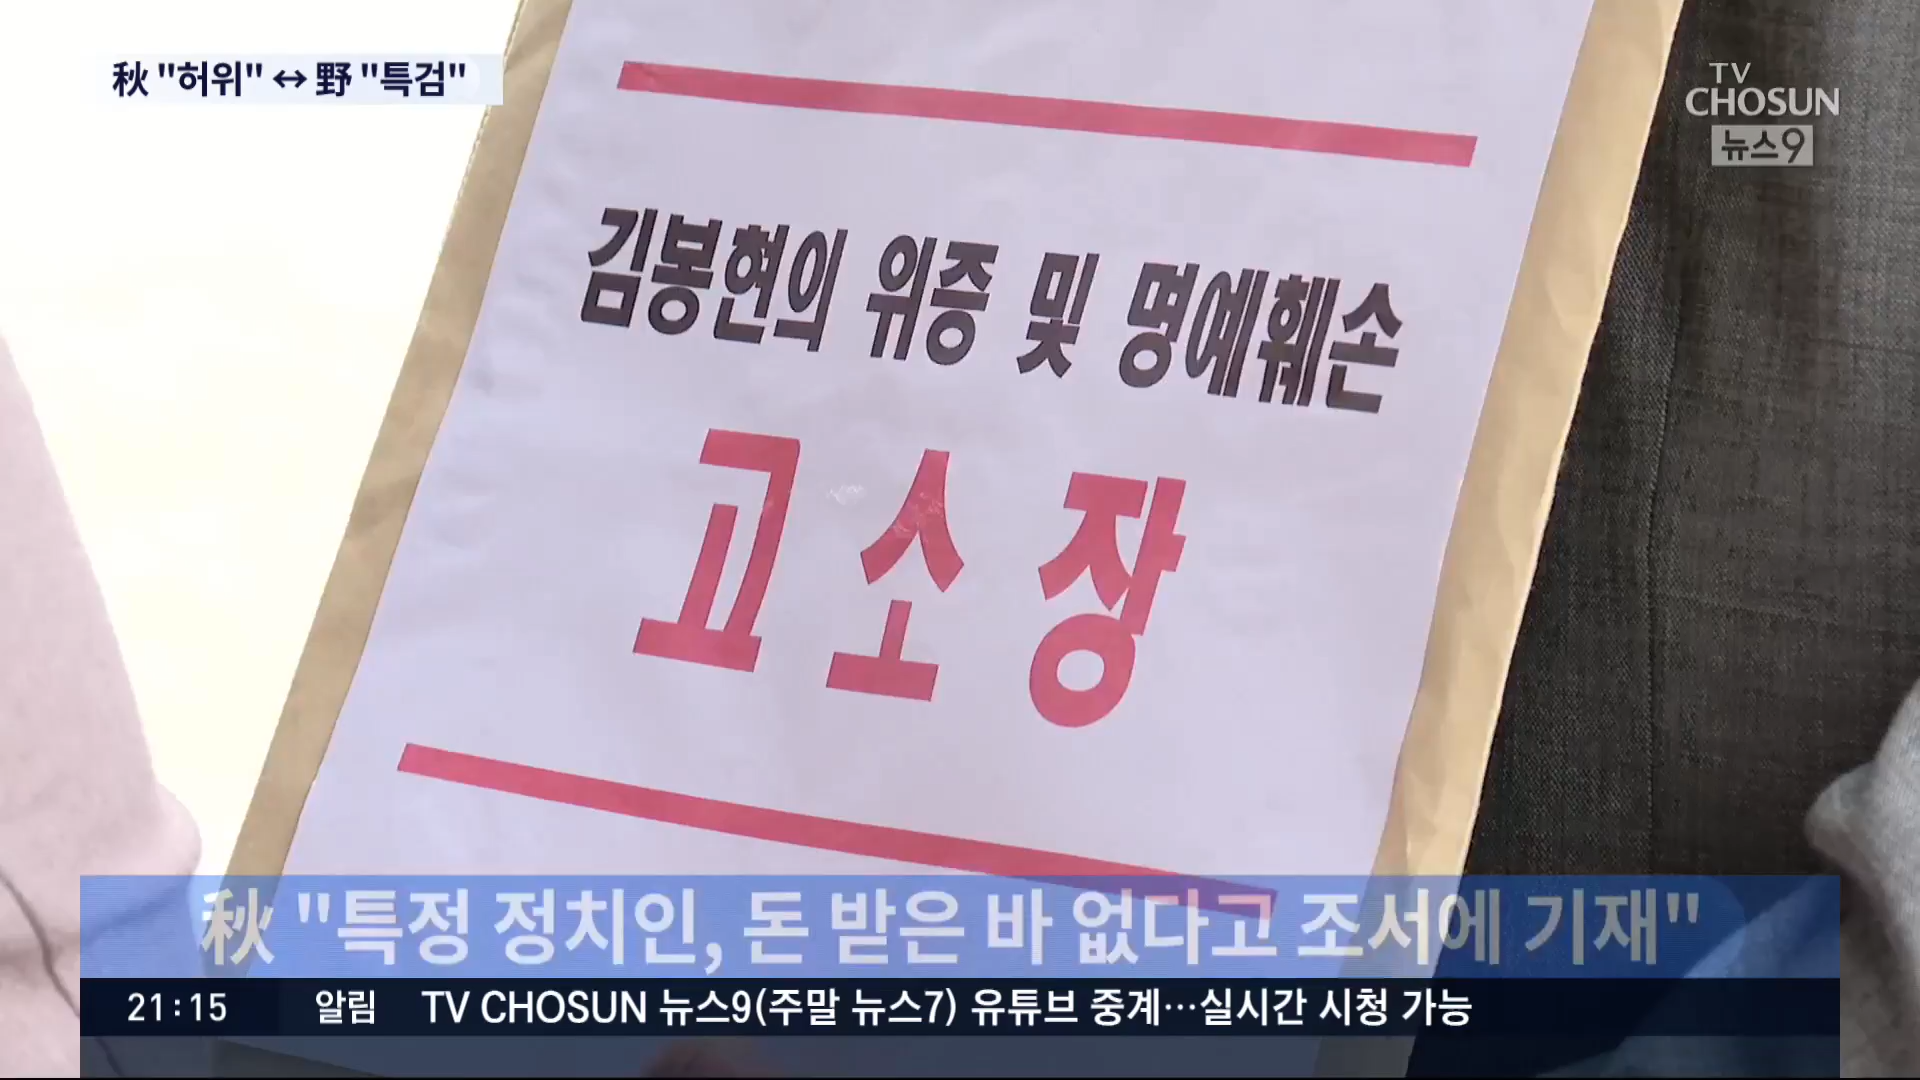 秋 "허위" ↔ 野 "특검"
TV
CHOSUN
뉴스9
김봉현의 위증 및 명예훼손
고소장
秋 "특정 정치인, 돈 받은 바 없다고 조서에 기재"
21:15 알림 TV CHOSUN 뉴스9(주말 뉴스7) 유튜브 중계…실시간 시청 가능